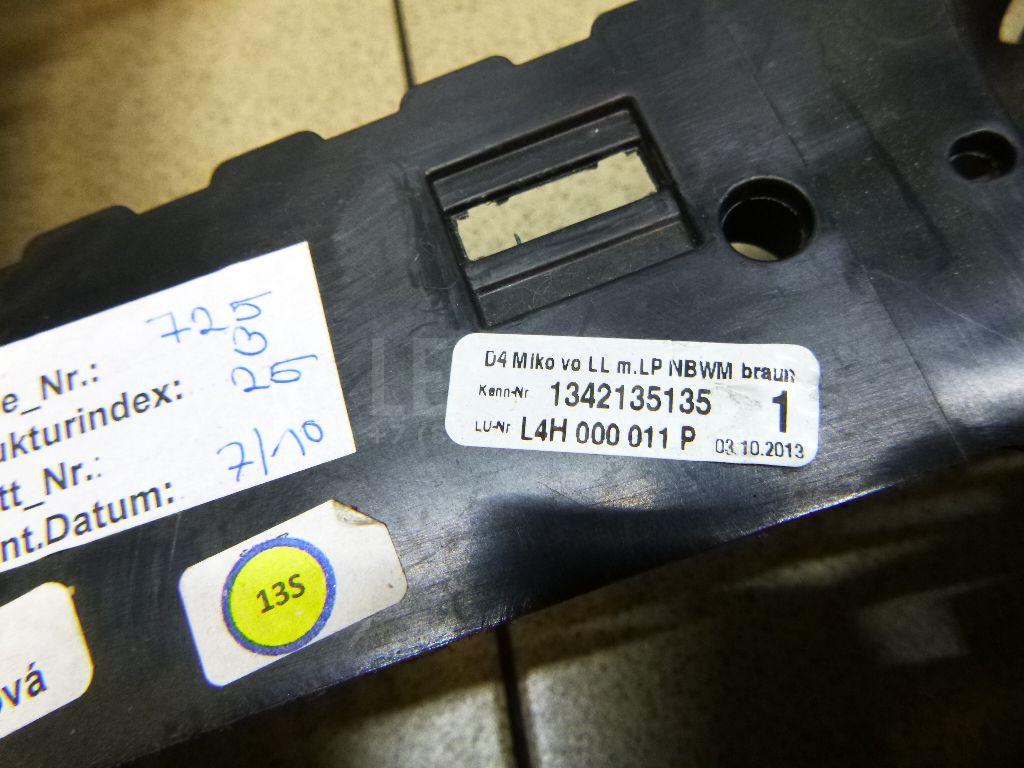 e_Nr.: 725
ukturindex: 3
tt_Nr.: 25
nt.Datum: 7/10
D4 Miko vo LL m.LP NBWM braun
Kenn-Nr 1342135135 1
LU-Nr L4H 000 011 P 03.10.2013
13S
ová